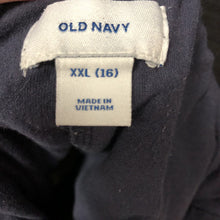 OLD NAVY
XXL (16)
MADE IN
VIETNAM